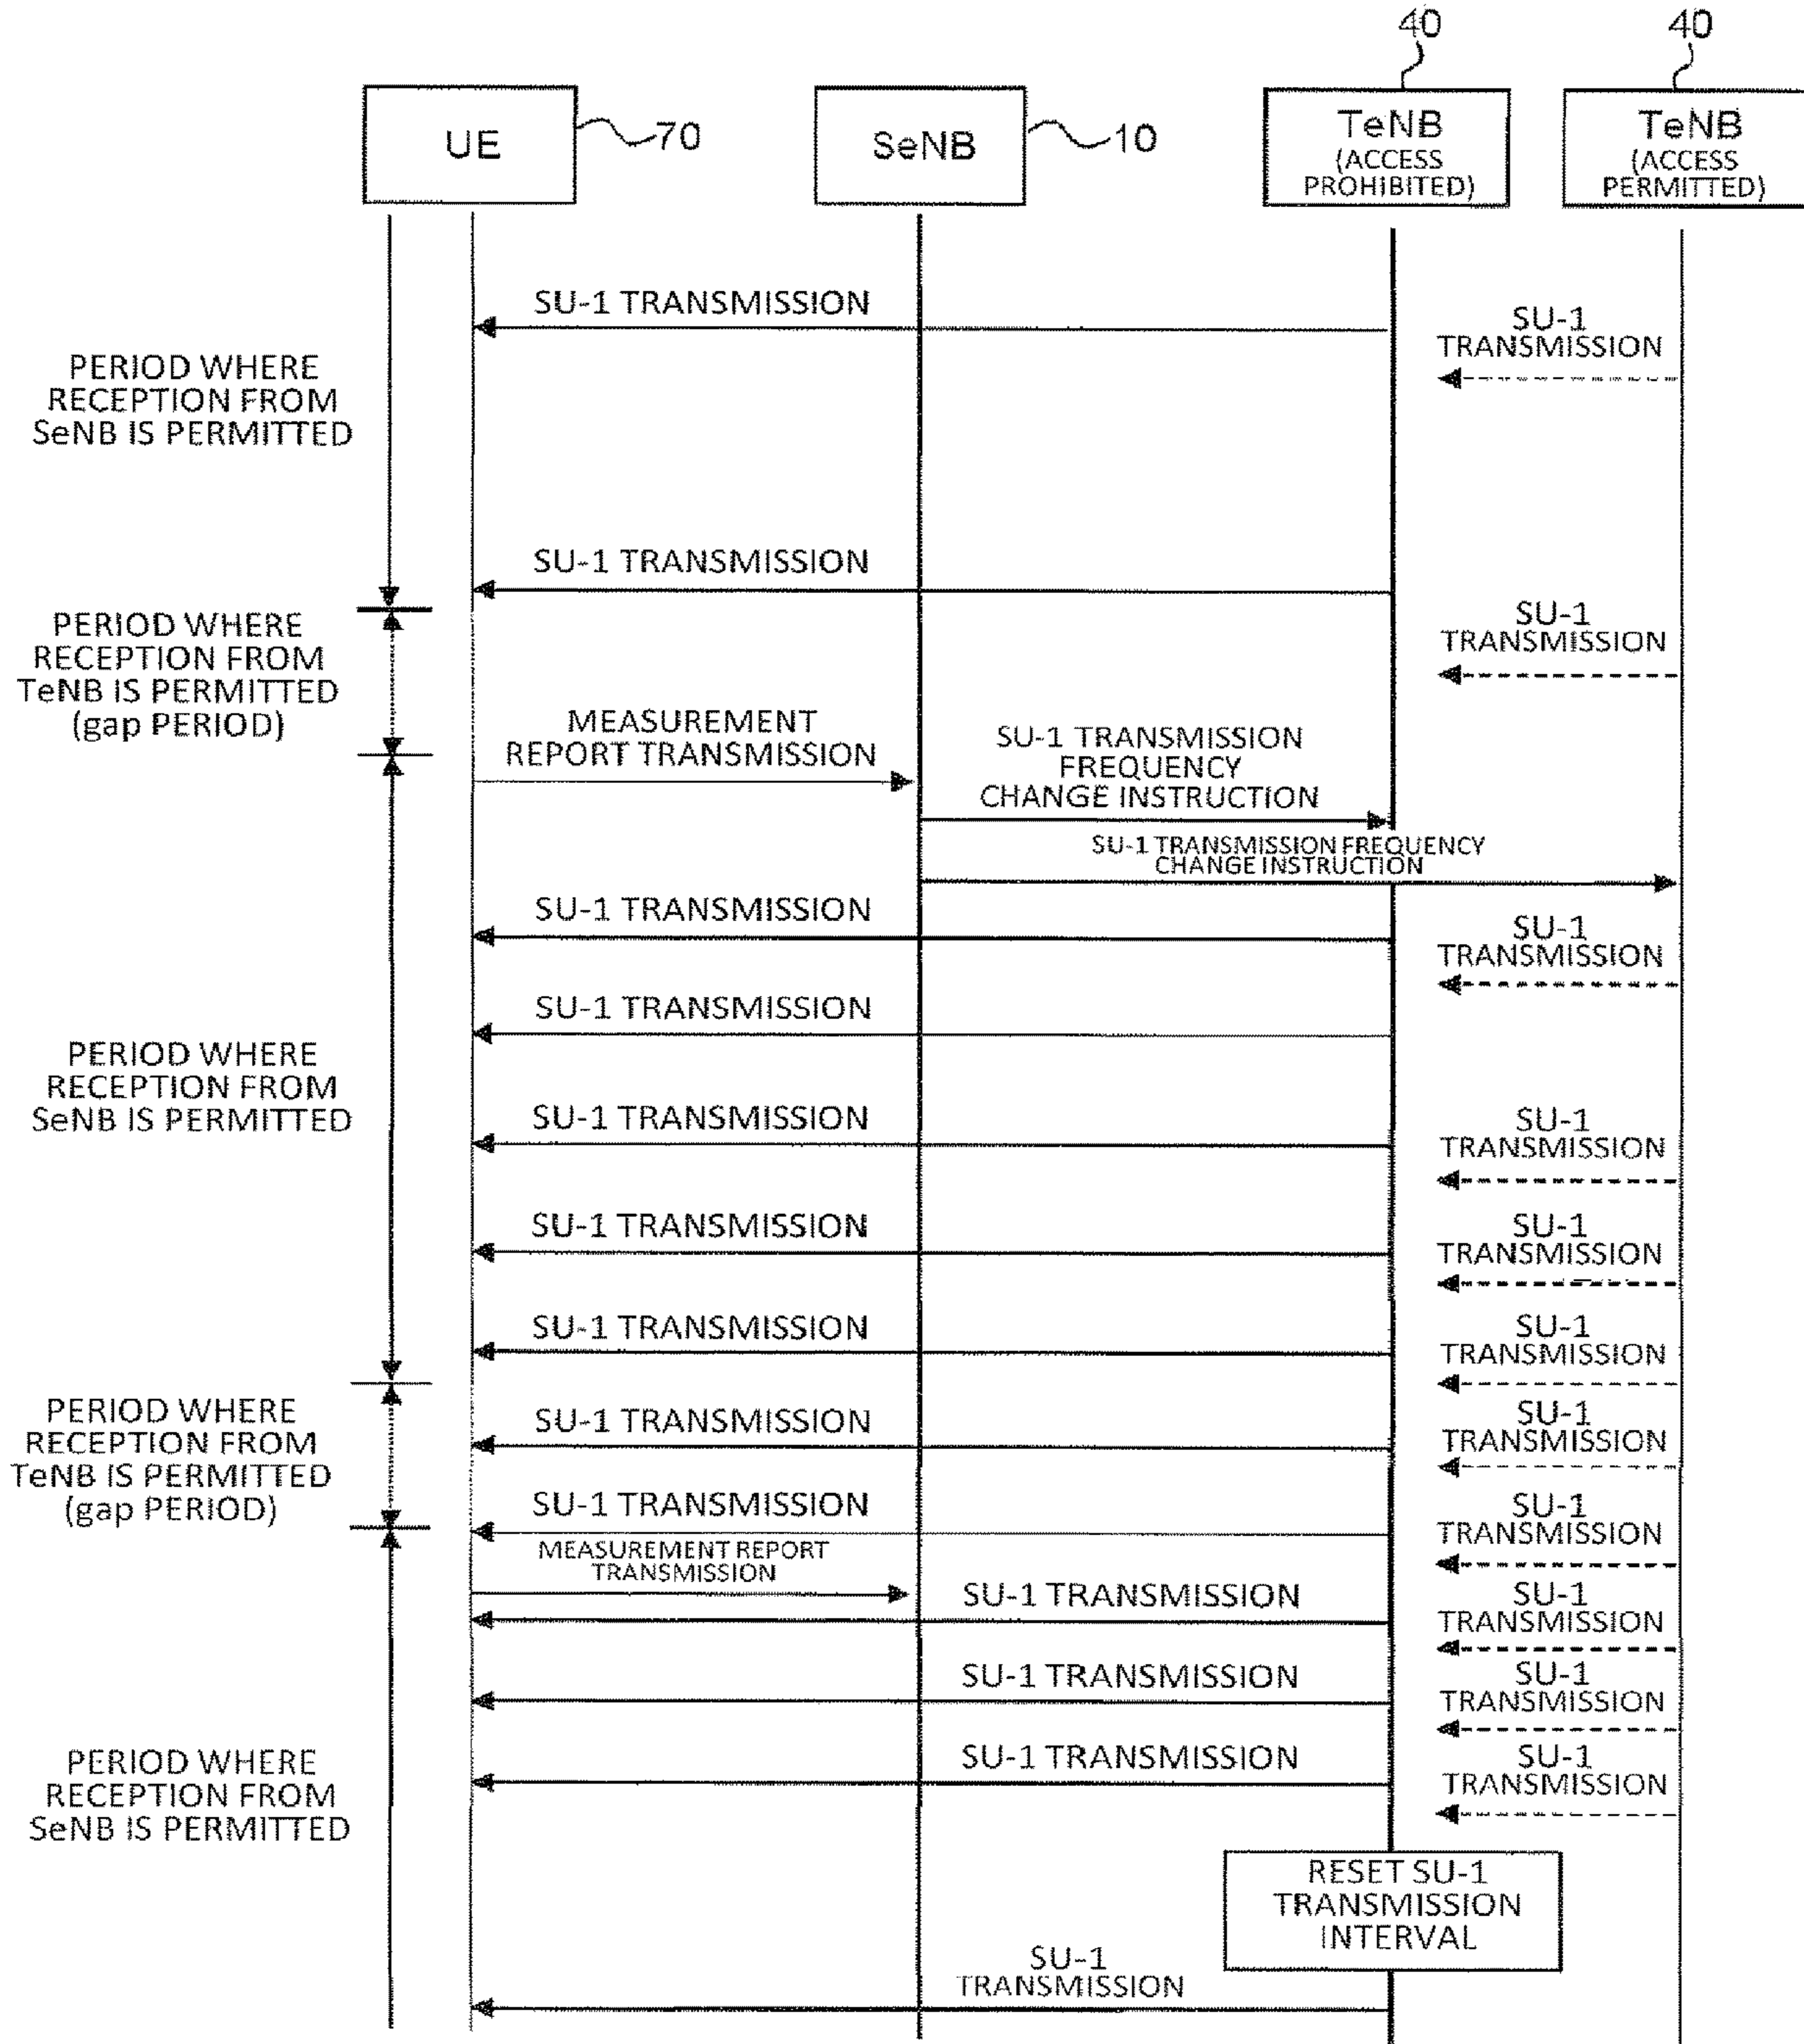 40
40
UE
70
SeNB
10
TeNB
(ACCESS
PROHIBITED)
TeNB
(ACCESS
PERMITTED)
SU-1 TRANSMISSION
SU-1
TRANSMISSION
PERIOD WHERE
RECEPTION FROM
SeNB IS PERMITTED
SU-1 TRANSMISSION
PERIOD WHERE
RECEPTION FROM
TeNB IS PERMITTED
(gap PERIOD)
SU-1
TRANSMISSION
MEASUREMENT
REPORT TRANSMISSION
SU-1 TRANSMISSION
FREQUENCY
CHANGE INSTRUCTION
SU-1 TRANSMISSION FREQUENCY
CHANGE INSTRUCTION
SU-1 TRANSMISSION
SU-1
TRANSMISSION
SU-1 TRANSMISSION
PERIOD WHERE
RECEPTION FROM
SeNB IS PERMITTED
SU-1 TRANSMISSION
SU-1
TRANSMISSION
SU-1 TRANSMISSION
SU-1
TRANSMISSION
SU-1 TRANSMISSION
SU-1
TRANSMISSION
PERIOD WHERE
RECEPTION FROM
TeNB IS PERMITTED
(gap PERIOD)
SU-1 TRANSMISSION
SU-1
TRANSMISSION
SU-1 TRANSMISSION
SU-1
TRANSMISSION
MEASUREMENT REPORT
TRANSMISSION
SU-1 TRANSMISSION
SU-1
TRANSMISSION
SU-1 TRANSMISSION
SU-1
TRANSMISSION
PERIOD WHERE
RECEPTION FROM
SeNB IS PERMITTED
SU-1 TRANSMISSION
SU-1
TRANSMISSION
RESET SU-1
TRANSMISSION
INTERVAL
SU-1
TRANSMISSION